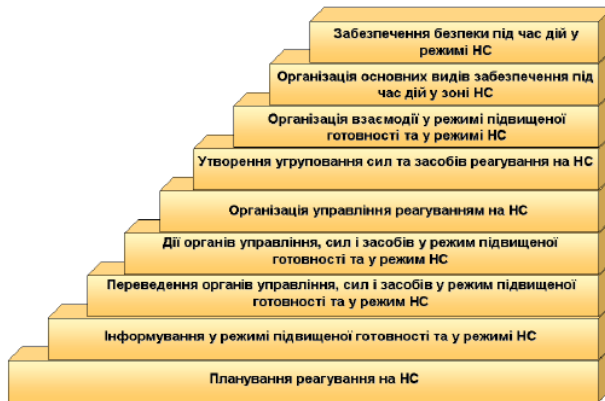 Забезпечення безпеки під час дій у
режимі НС
Організація основних видів забезпечення під
час дій у зоні НС
Організація взаємодії у режимі підвищеної
готовності та у режимі НС
Утворення угруповання сил та засобів реагування на НС
Організація управління реагуванням на НС
Дії органів управління, сил і засобів у режим підвищеної
готовності та у режим НС
Переведення органів управління, сил і засобів у режим підвищеної
готовності та у режим НС
Інформування у режимі підвищеної готовності та у режимі НС
Планування реагування на НС